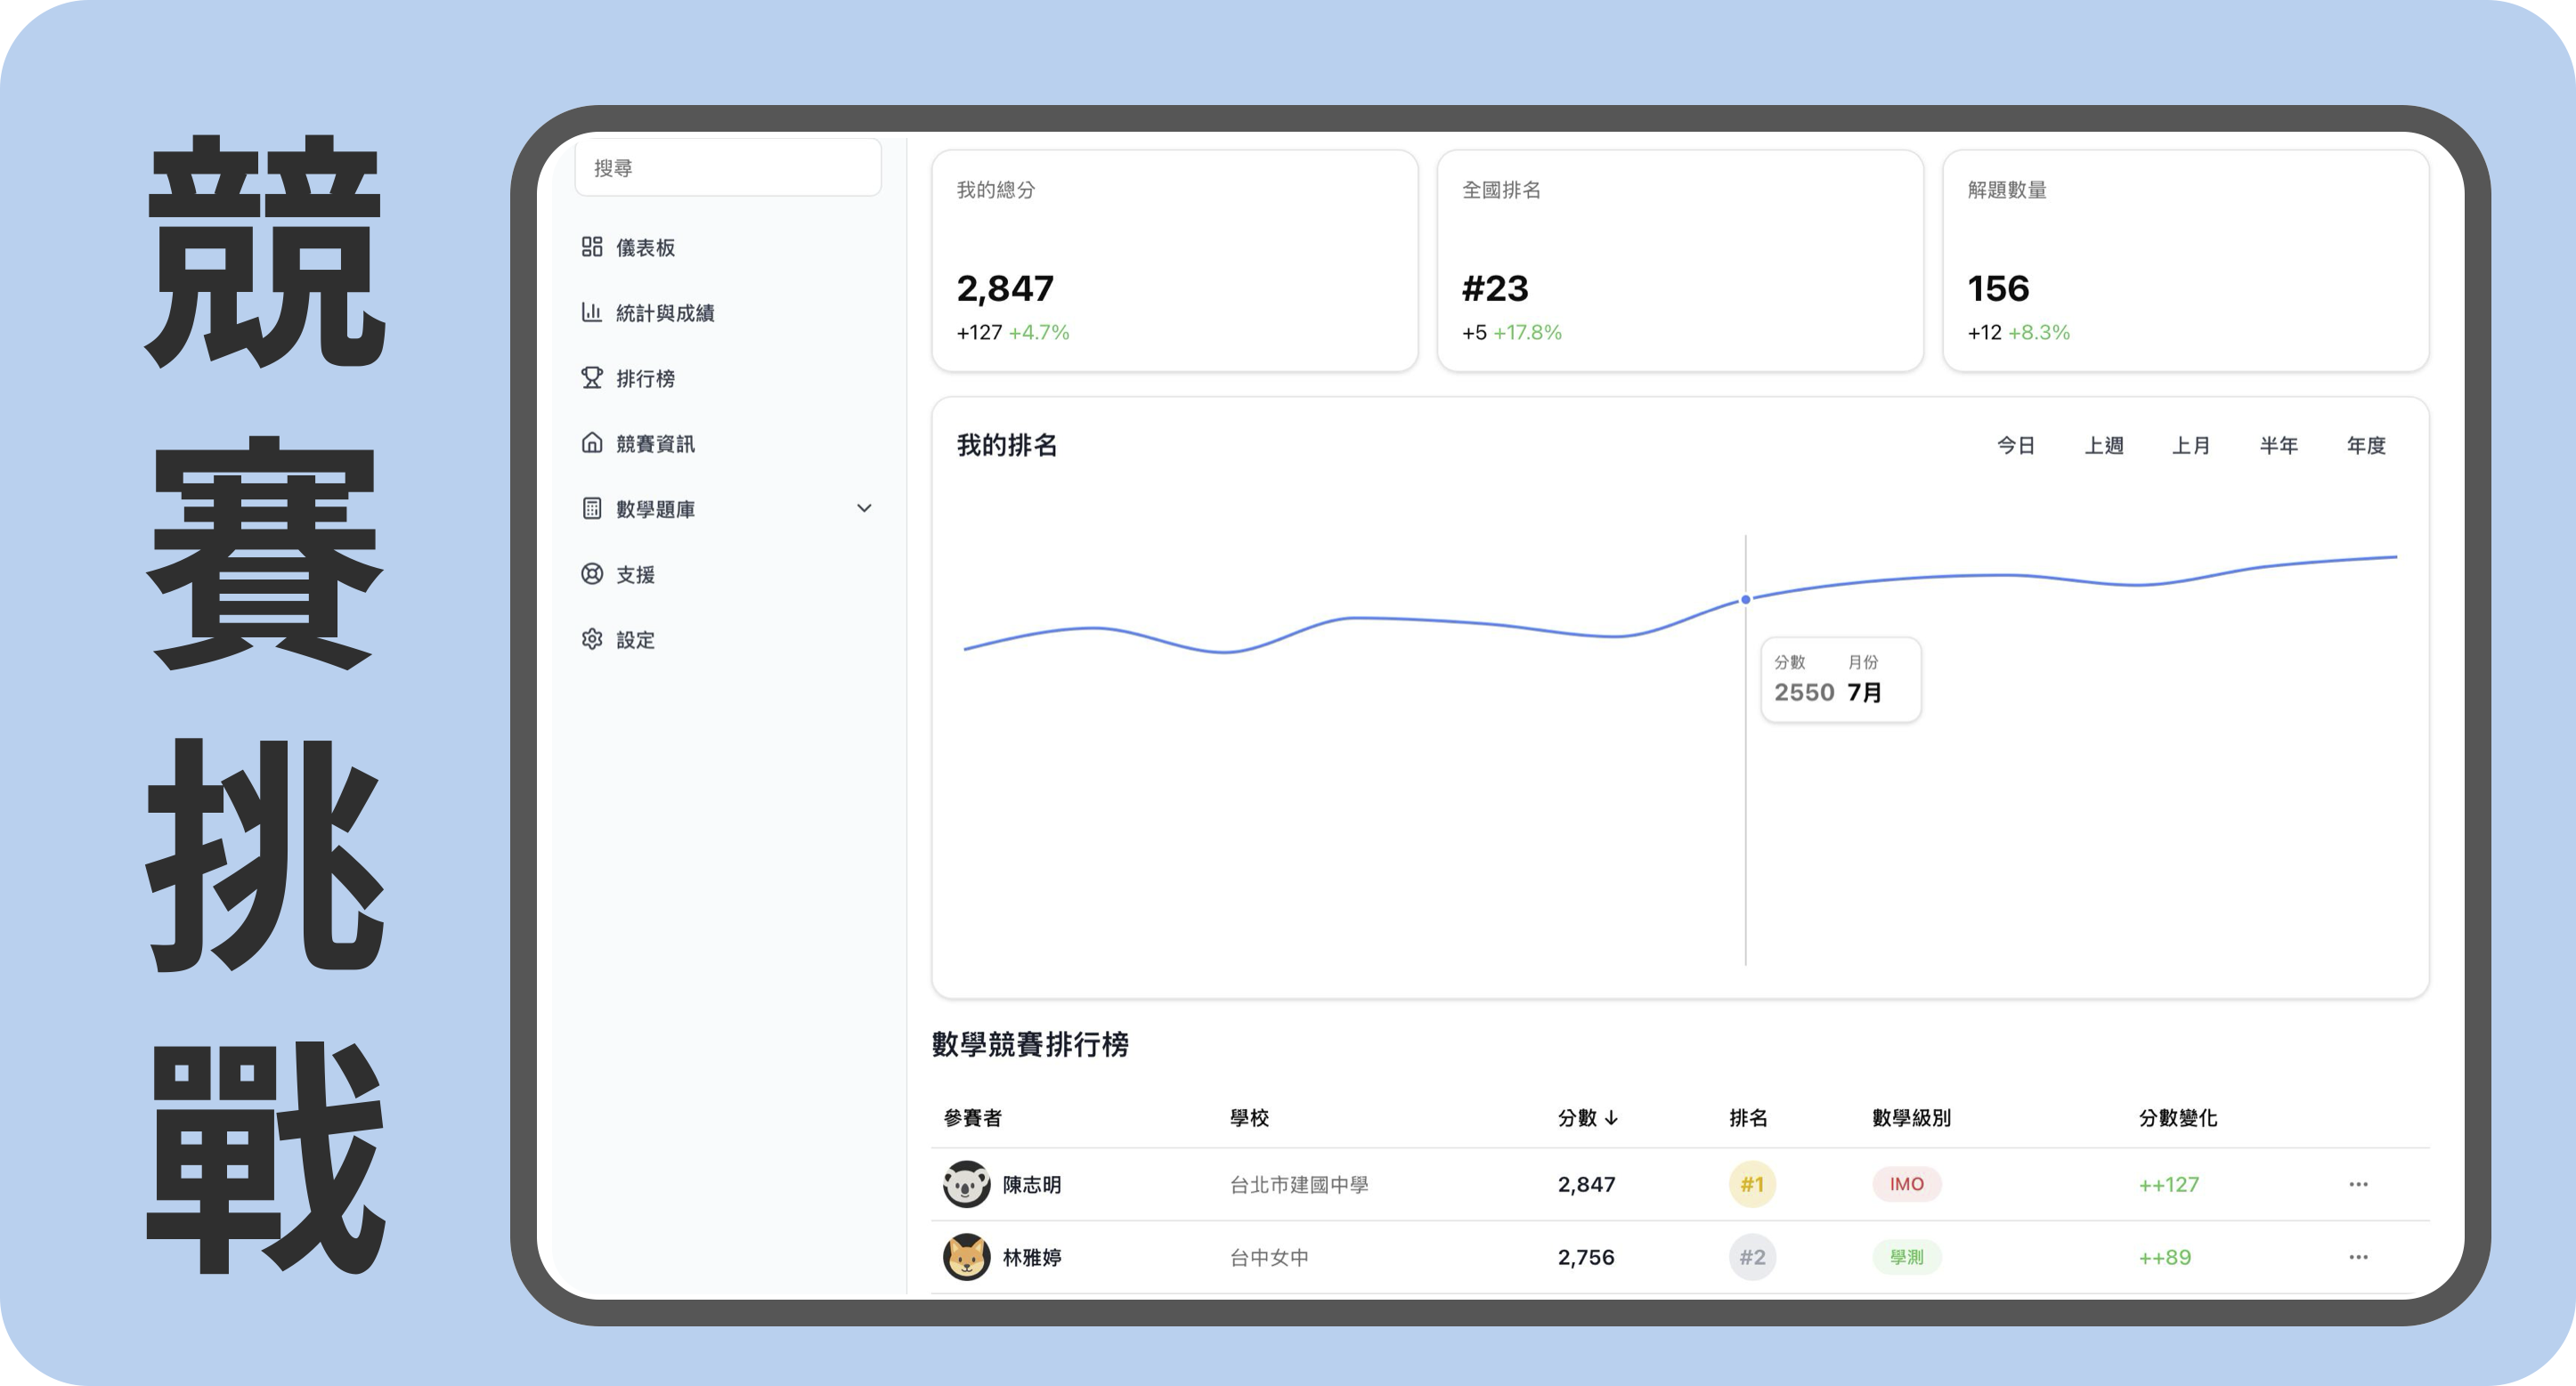 競賽挑戰
搜尋
儀表板
統計與成績
排行榜
競賽資訊
數學題庫
支援
設定
我的總分
2,847
+127 +4.7%
全國排名
#23
+5 +17.8%
解題數量
156
+12 +8.3%
我的排名
今日 上週 上月 半年 年度
分數 月份
2550 7月
數學競賽排行榜
參賽者 學校 分數 ↓ 排名 數學級別 分數變化
陳志明 台北市建國中學 2,847 #1 IMO ++127 ···
林雅婷 台中女中 2,756 #2 學測 ++89 ···